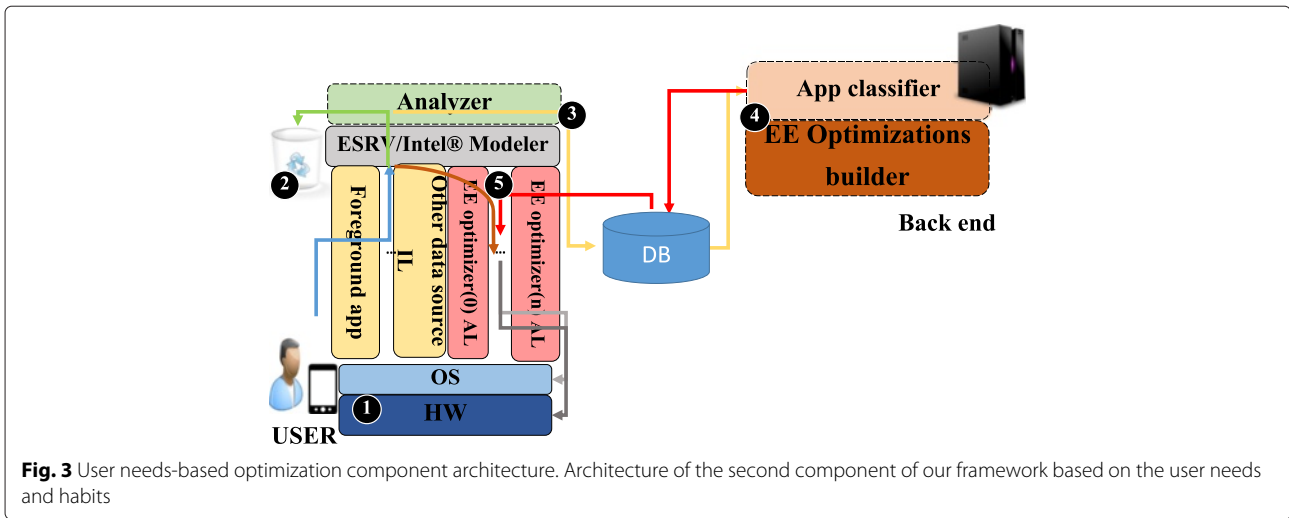 Analyzer
3
ESRV/Intel® Modeler
2
5
Foreground app
...
Other data source
IL
EE optimizer(0) AL
...
EE optimizer(n) AL
OS
1
HW
USER
DB
App classifier
4
EE Optimizations
builder
Back end
Fig. 3 User needs-based optimization component architecture. Architecture of the second component of our framework based on the user needs
and habits